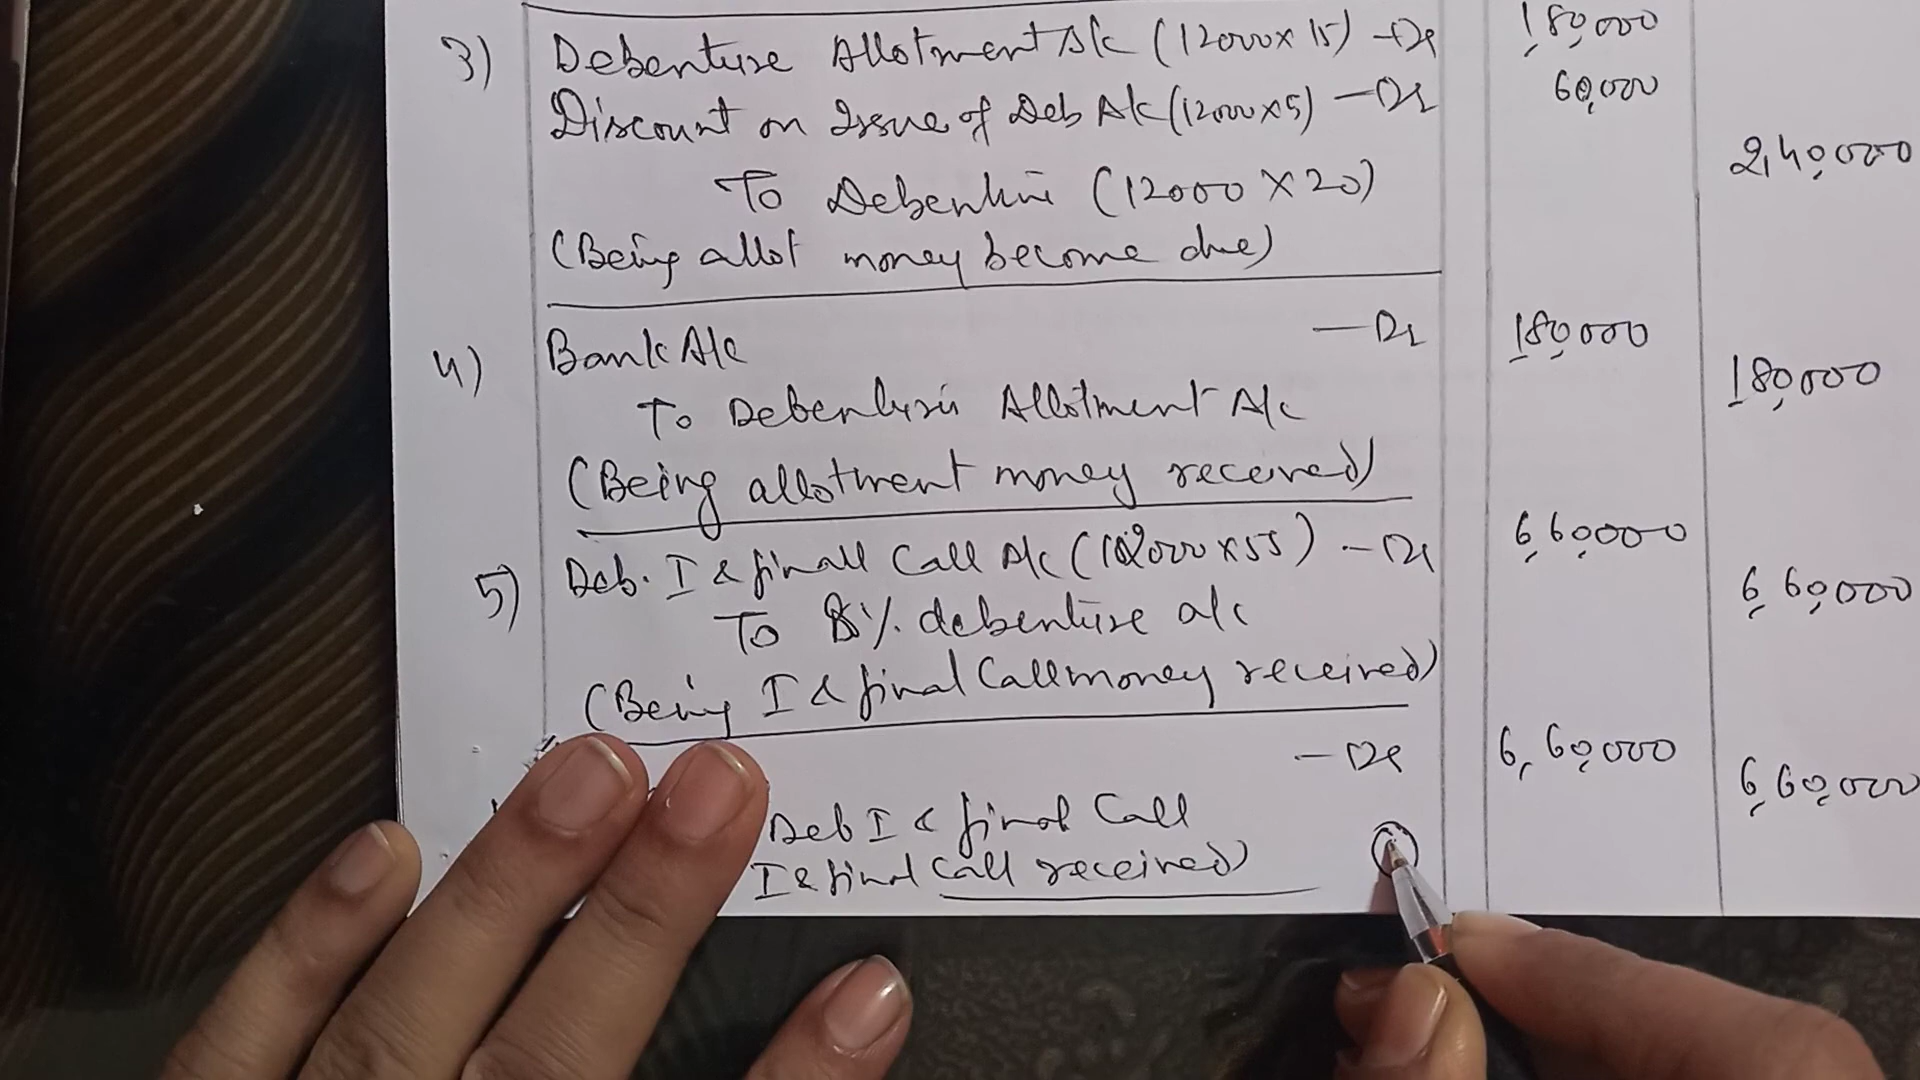 3) Debenture Allotment A/c (12000x15) - Dr 1,80,000
Discount on Issue of Deb A/c (12000x5) - Dr 60,000
To Debenture (12000 X 20) 2,40,000
(Being allot money become due)
4) Bank A/c - Dr 1,80,000
To Debenture Allotment A/c 1,80,000
(Being allotment money received)
5) Deb. I & finall Call A/c (12000x55) - Dr 6,60,000
To 8% debenture a/c 6,60,000
(Being I & final Call money received)
- Dr 6,60,000
Deb I & final Call 6,60,000
I & final Call received)